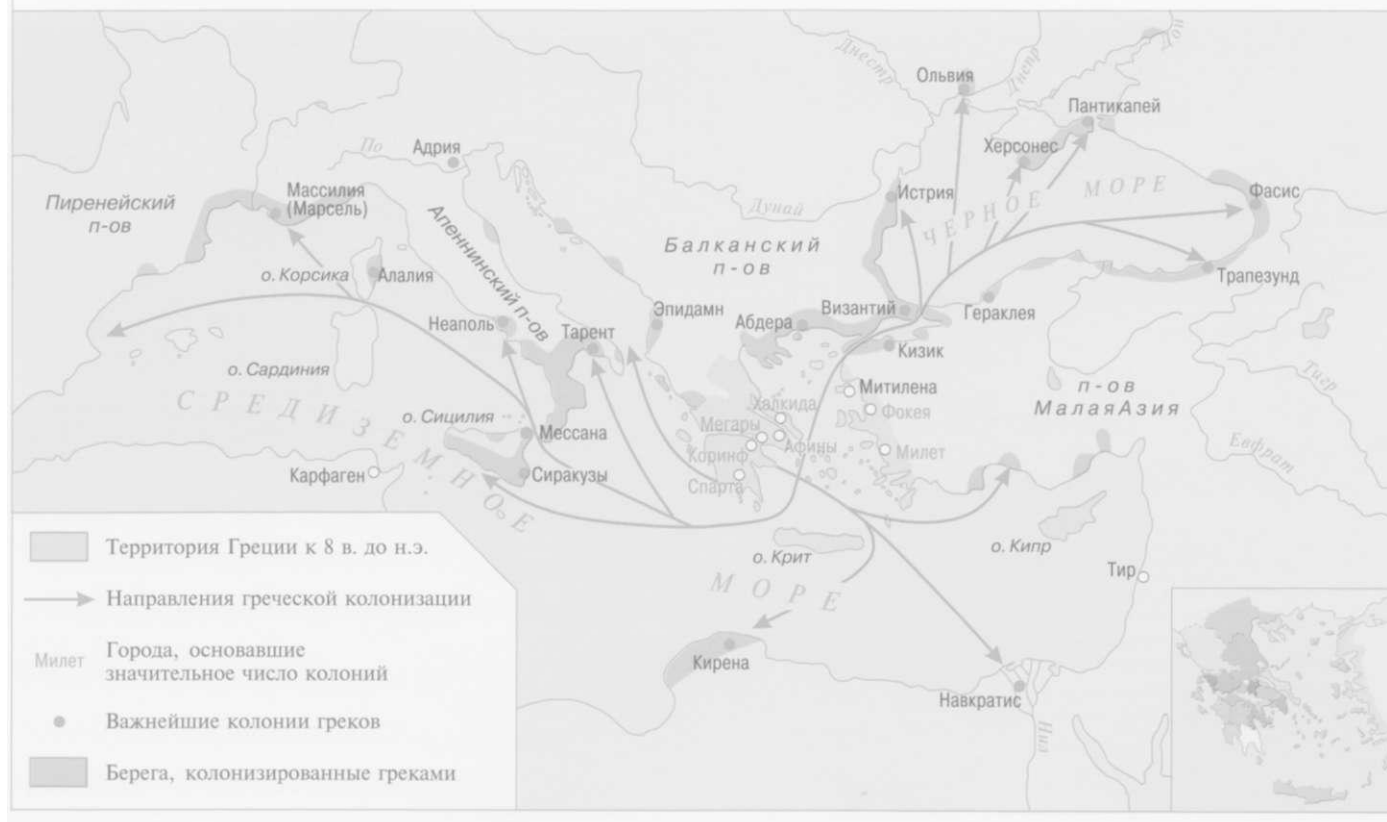 Днестр
Днепр
Дон
Ольвия
Пантикапей
Херсонес
По
Адрия
Истрия
ЧЕРНОЕ МОРЕ
Фасис
Пиренейский
п-ов
Массилия
(Марсель)
Дунай
Апеннинский п-ов
Балканский
п-ов
о. Корсика
Алалия
Трапезунд
Неаполь
Тарент
Эпидамн
Абдера
Византий
Гераклея
Кизик
о. Сардиния
Митилена
п-ов
Малая Азия
Тигр
СРЕДИЗЕМНОЕ
Халкида
Фокея
о. Сицилия
Мессана
Мегары
Афины
Коринф
Милет
Евфрат
Карфаген
Сиракузы
Спарта
о. Крит
о. Кипр
Тир
МОРЕ
Кирена
Навкратис
Нил
Территория Греции к 8 в. до н.э.
Направления греческой колонизации
Милет
Города, основавшие
значительное число колоний
Важнейшие колонии греков
Берега, колонизированные греками